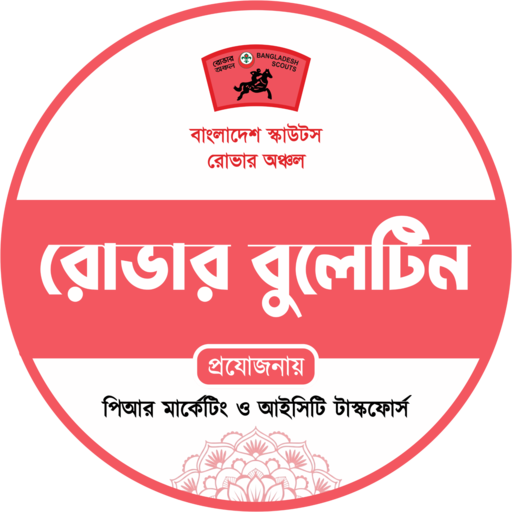 রোভার অঞ্চল
BANGLADESH SCOUTS
বাংলাদেশ স্কাউটস
রোভার অঞ্চল
রোভার বুলেটিন
প্রযোজনায়
পিআর মার্কেটিং ও আইসিটি টাস্কফোর্স